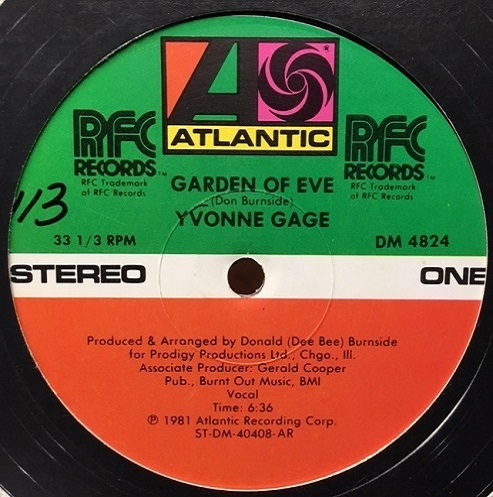 ATLANTIC
RFC
RECORDS™
RFC Trademark
of RFC Records
RFC
RECORDS™
RFC Trademark
of RFC Records
GARDEN OF EVE
(Don Burnside)
YVONNE GAGE
113
33 1/3 RPM
DM 4824
STEREO
ONE
Produced & Arranged by Donald (Dee Bee) Burnside
for Prodigy Productions Ltd., Chgo., Ill.
Associate Producer: Gerald Cooper
Pub., Burnt Out Music, BMI
Vocal
Time: 6:36
℗ 1981 Atlantic Recording Corp.
ST-DM-40408-AR